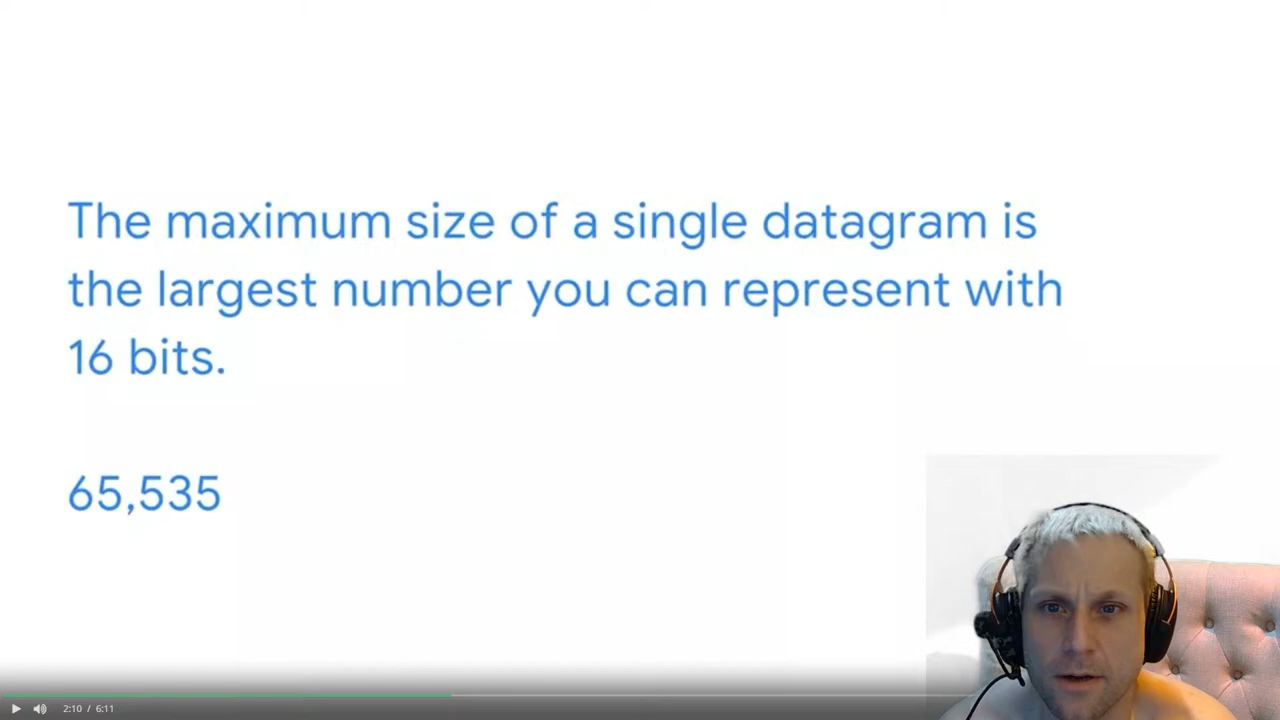 The maximum size of a single datagram is
the largest number you can represent with
16 bits.
65,535
2:10 / 6:11